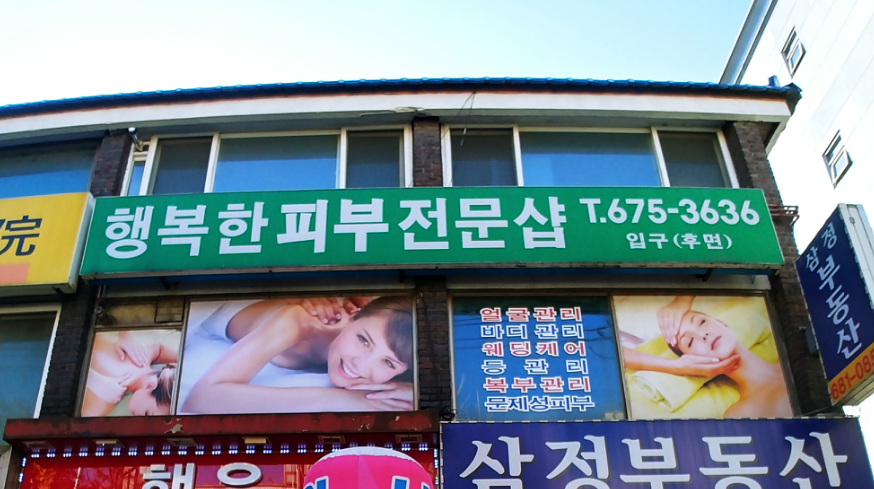 행복한피부전문샵 T.675-3636
입구(후면)
완
얼굴관리
바디관리
웨딩케어
등관리
복부관리
문제성피부
삼정부동산
삼정부동산